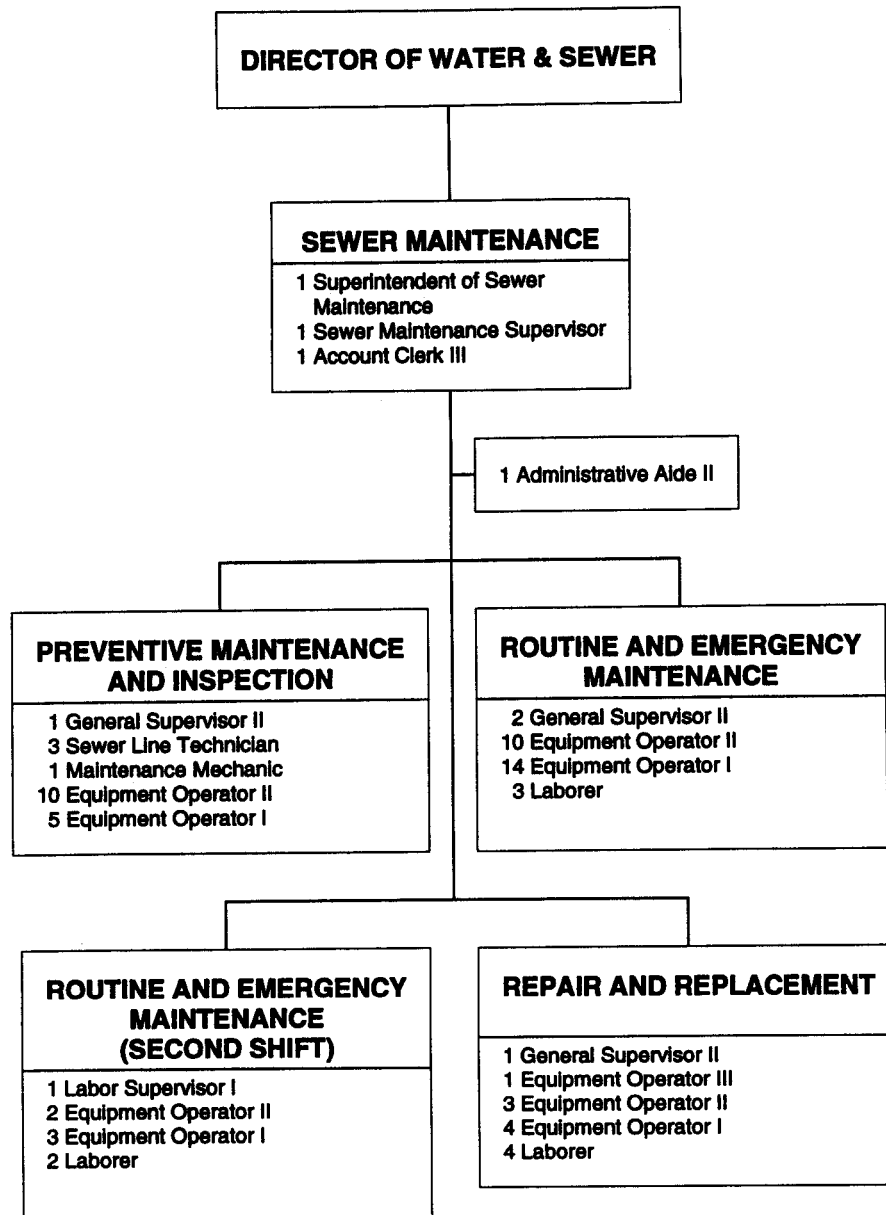 DIRECTOR OF WATER & SEWER
SEWER MAINTENANCE
1 Superintendent of Sewer
Maintenance
1 Sewer Maintenance Supervisor
1 Account Clerk III
1 Administrative Aide II
PREVENTIVE MAINTENANCE
AND INSPECTION
1 General Supervisor II
3 Sewer Line Technician
1 Maintenance Mechanic
10 Equipment Operator II
5 Equipment Operator I
ROUTINE AND EMERGENCY
MAINTENANCE
2 General Supervisor II
10 Equipment Operator II
14 Equipment Operator I
3 Laborer
ROUTINE AND EMERGENCY
MAINTENANCE
(SECOND SHIFT)
1 Labor Supervisor I
2 Equipment Operator II
3 Equipment Operator I
2 Laborer
REPAIR AND REPLACEMENT
1 General Supervisor II
1 Equipment Operator III
3 Equipment Operator II
4 Equipment Operator I
4 Laborer